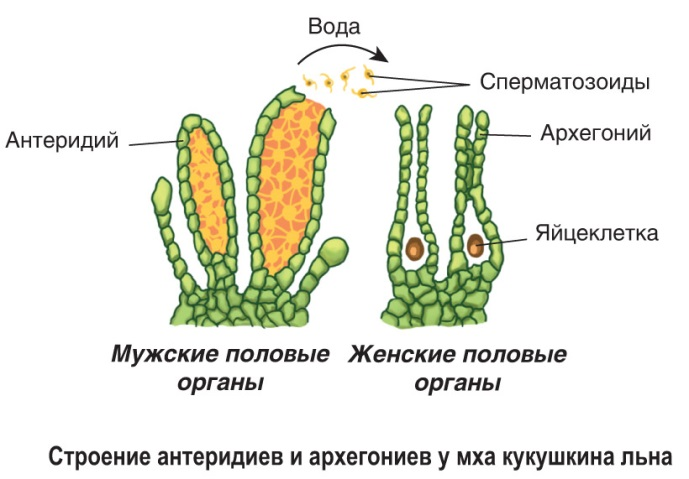 Вода
Сперматозоиды
Антеридий
Архегоний
Яйцеклетка
Мужские половые
органы
Женские половые
органы
Строение антеридиев и архегониев у мха кукушкина льна